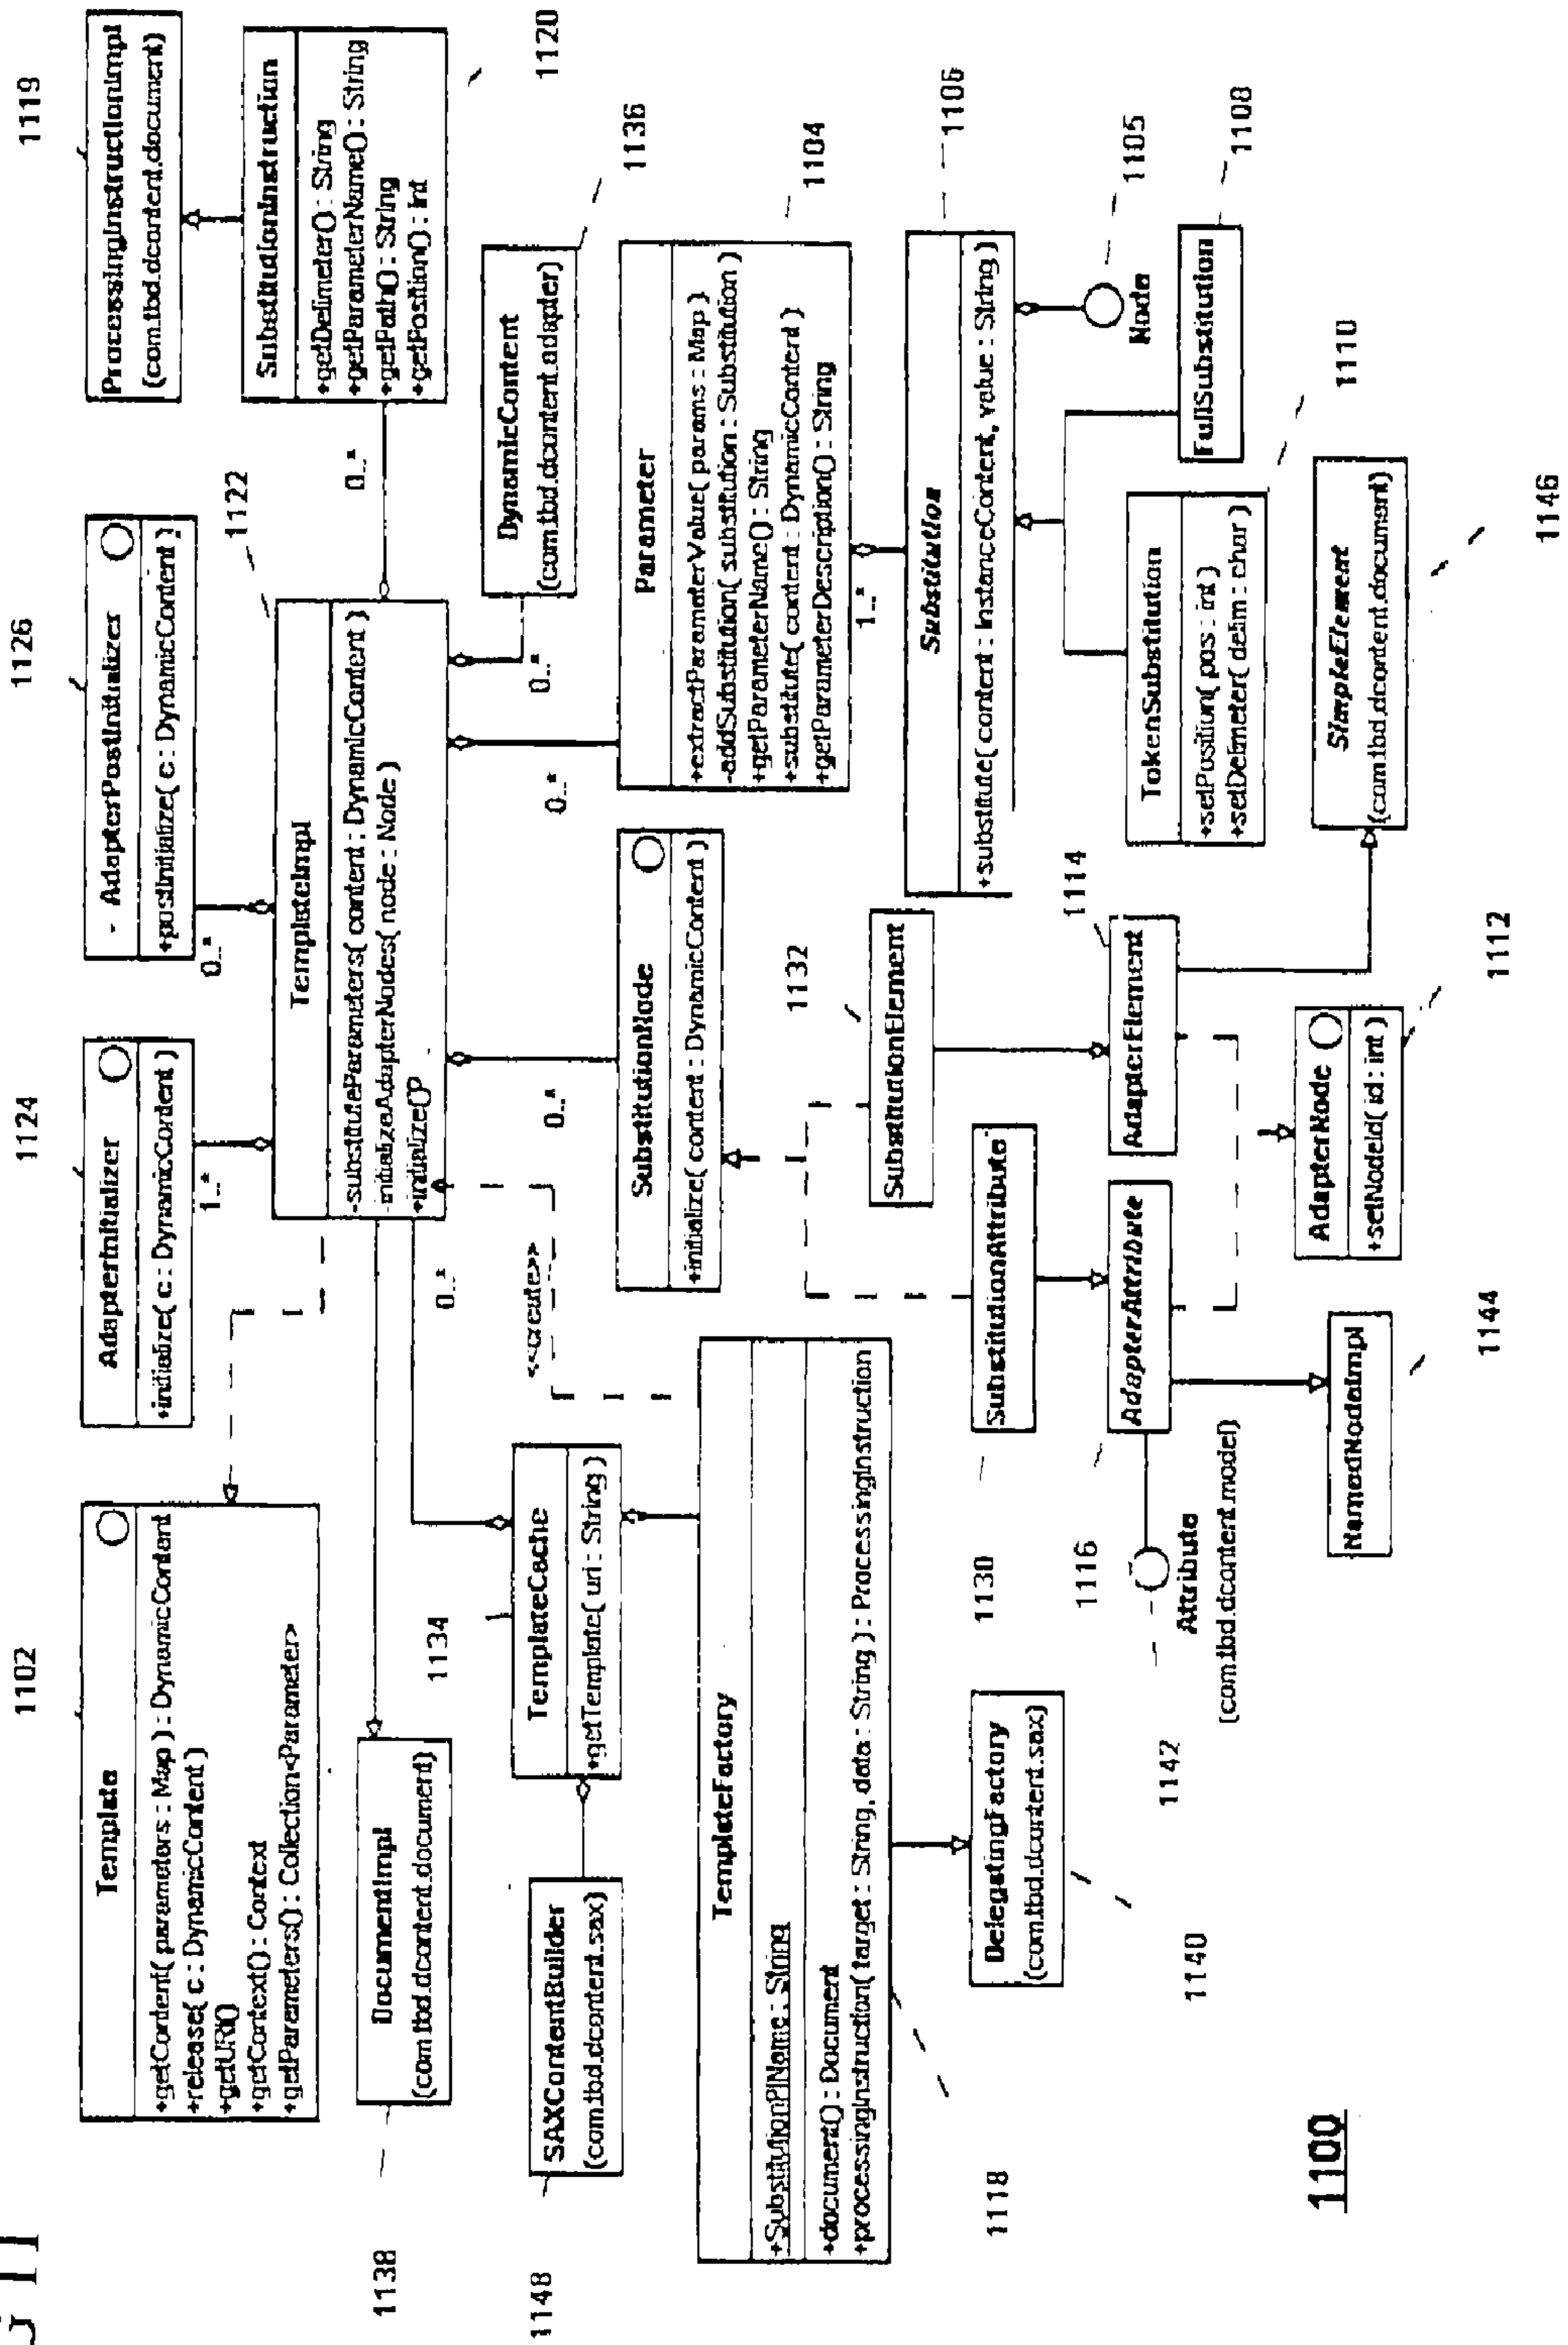 1102
Template
+getContent( parameters : Map ) : DynamicContent
+release( c : DynamicContent )
+getURI()
+getContext() : Context
+getParameters() : Collection<Parameter>
1124
AdapterInitializer
+initialize( c : DynamicContent )
1..*
1126
- AdapterPostInitializer
+postInitialize( c : DynamicContent )
0..*
1119
ProcessingInstructionImpl
(com.tbd.dcontent.document)
SubstitutionInstruction
+getDelimeter() : String
+getParameterName() : String
+getPath() : String
+getPosition() : int
1120
0..*
1122
TemplateImpl
-substituteParameters( content : DynamicContent )
-initializeAdapterNodes( node : Node )
+initialize()
1138
DocumentImpl
(com.tbd.dcontent.document)
1136
DynamicContent
(com.tbd.dcontent.adapter)
0..*
0..*
0..*
0..*
<<create>>
1134
TemplateCache
+getTemplate( uri : String )
1148
SAXContentBuilder
(com.tbd.dcontent.sax)
SubstitutionNode
+initialize( content : DynamicContent )
Parameter
+extractParameterValue( params : Map )
-addSubstitution( substitution : Substitution )
+getParameterName() : String
+substitute( content : DynamicContent )
+getParameterDescription() : String
1104
1..*
TemplateFactory
+SubstitutionPIName : String
+document() : Document
+processingInstruction( target : String, data : String ) : ProcessingInstruction
1118
1132
SubstitutionElement
Substitution
+substitute( content : InstanceContent, value : String )
1106
1105
Node
DelegatingFactory
(com.tbd.dcontent.sax)
1140
1130
SubstitutionAttribute
1114
AdapterElement
1116
AdapterAttribute
TokenSubstitution
+setPosition( pos : int )
+setDelimeter( delim : char )
1110
FullSubstitution
1108
1142
Attribute
(com.tbd.dcontent.model)
AdapterNode
+setNodeId( id : int )
1112
SimpleElement
(com.tbd.dcontent.document)
1146
NamedNodeImpl
1144
1100